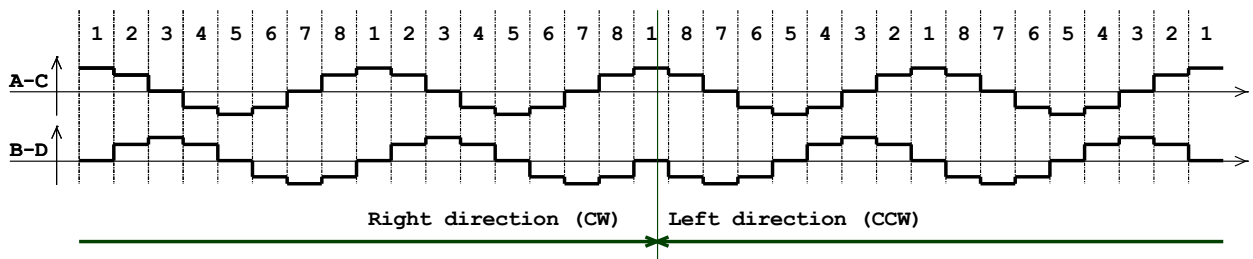 1 2 3 4 5 6 7 8 1 2 3 4 5 6 7 8 1 8 7 6 5 4 3 2 1 8 7 6 5 4 3 2 1
A-C
B-D
Right direction (CW) Left direction (CCW)